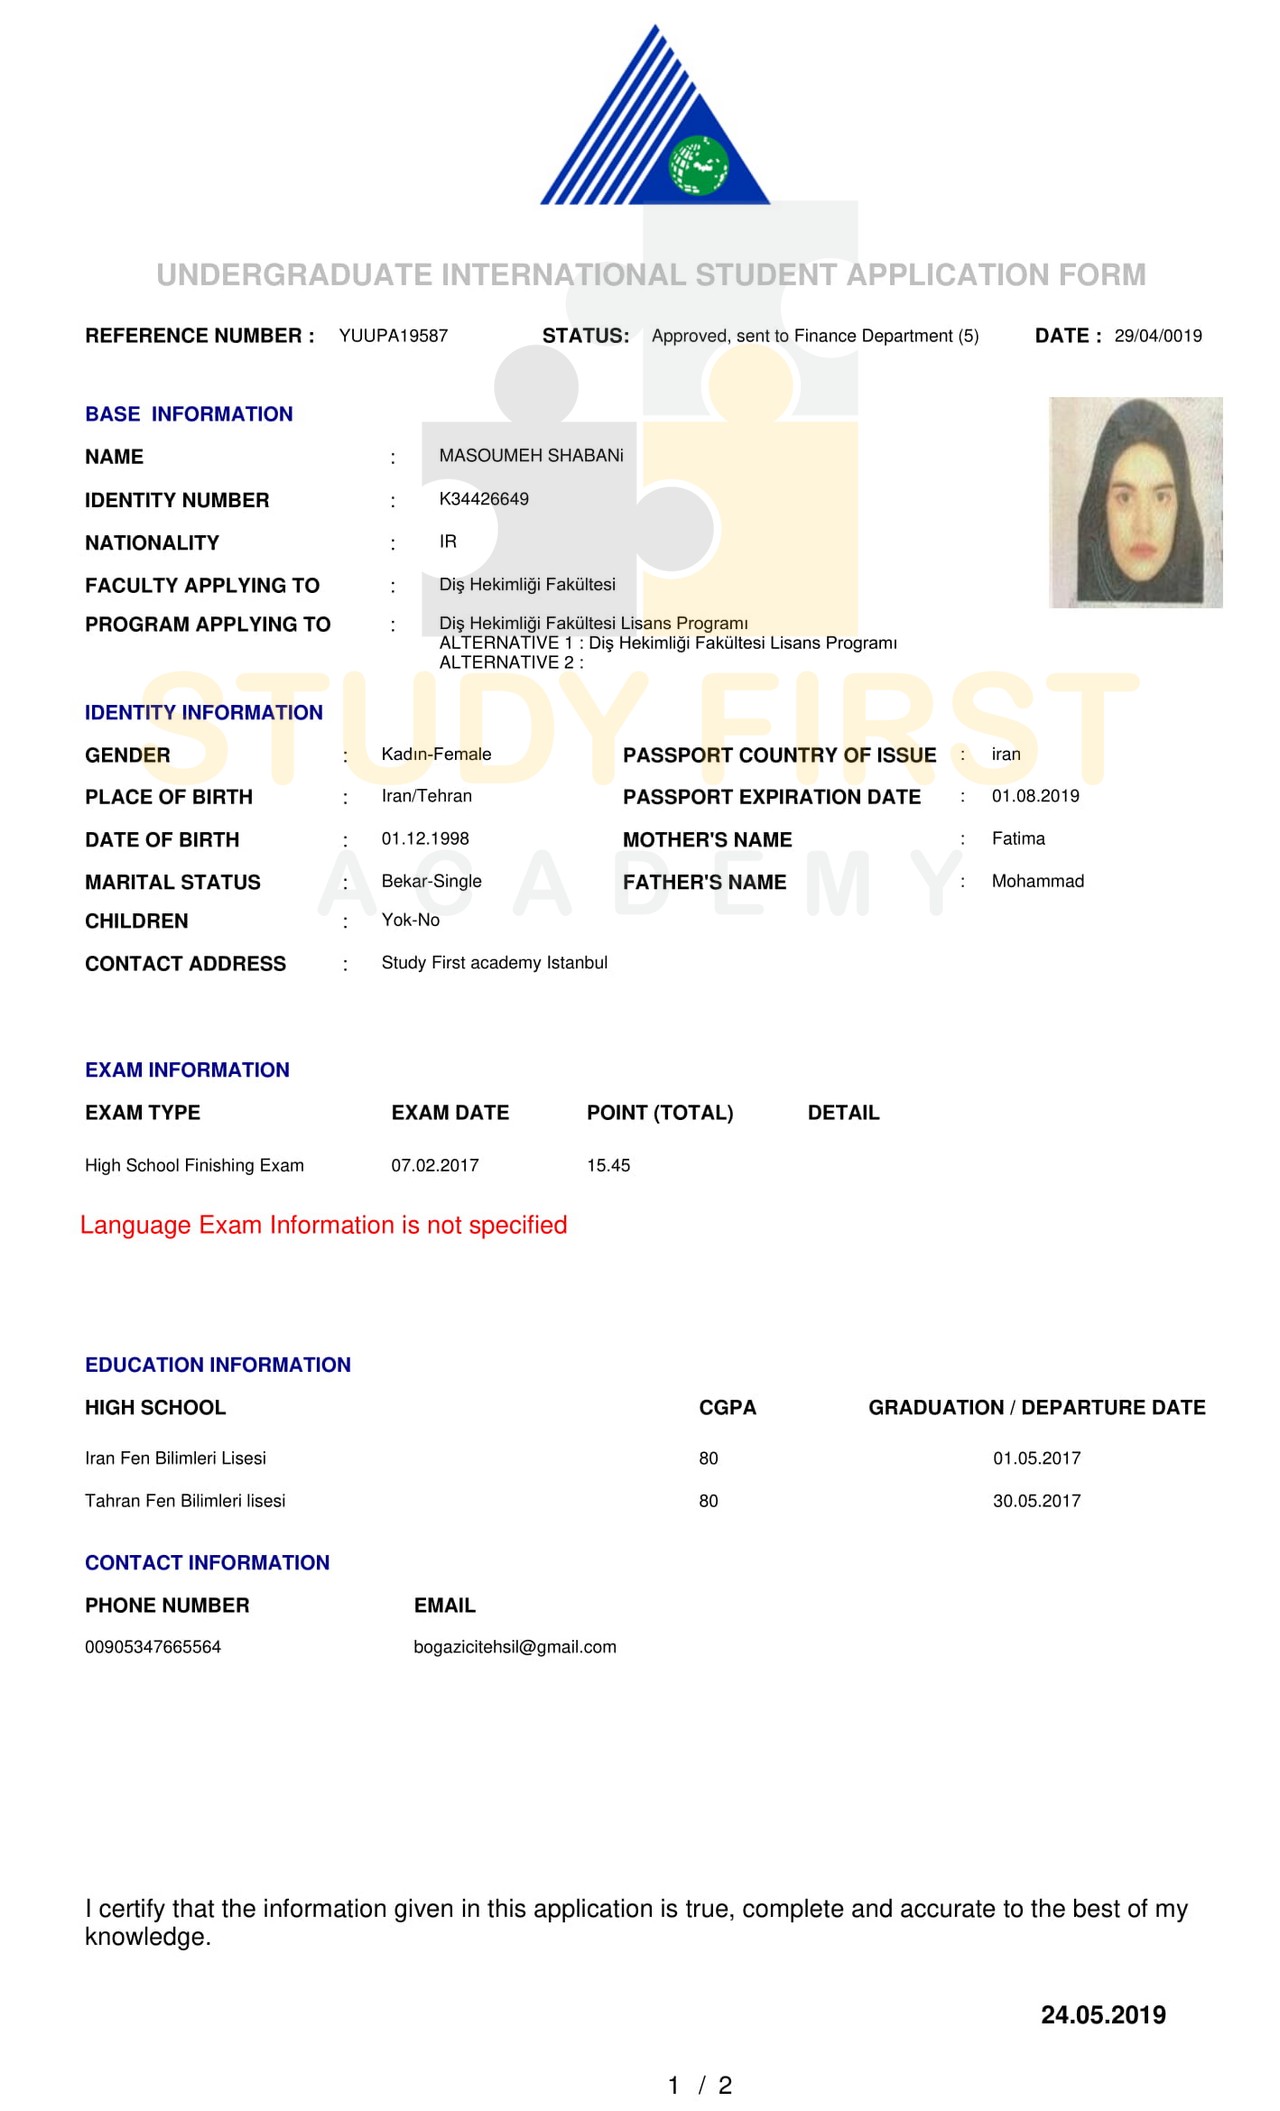 UNDERGRADUATE INTERNATIONAL STUDENT APPLICATION FORM
REFERENCE NUMBER : YUUPA19587 STATUS: Approved, sent to Finance Department (5) DATE : 29/04/0019
BASE INFORMATION
NAME : MASOUMEH SHABANi
IDENTITY NUMBER : K34426649
NATIONALITY : IR
FACULTY APPLYING TO : Diş Hekimliği Fakültesi
PROGRAM APPLYING TO : Diş Hekimliği Fakültesi Lisans Programı
ALTERNATIVE 1 : Diş Hekimliği Fakültesi Lisans Programı
ALTERNATIVE 2 :
STUDY FIRST
IDENTITY INFORMATION
GENDER : Kadın-Female PASSPORT COUNTRY OF ISSUE : iran
PLACE OF BIRTH : Iran/Tehran PASSPORT EXPIRATION DATE : 01.08.2019
DATE OF BIRTH : 01.12.1998 MOTHER'S NAME : Fatima
ACADEMY
MARITAL STATUS : Bekar-Single FATHER'S NAME : Mohammad
CHILDREN : Yok-No
CONTACT ADDRESS : Study First academy Istanbul
EXAM INFORMATION
EXAM TYPE EXAM DATE POINT (TOTAL) DETAIL
High School Finishing Exam 07.02.2017 15.45
Language Exam Information is not specified
EDUCATION INFORMATION
HIGH SCHOOL CGPA GRADUATION / DEPARTURE DATE
Iran Fen Bilimleri Lisesi 80 01.05.2017
Tahran Fen Bilimleri lisesi 80 30.05.2017
CONTACT INFORMATION
PHONE NUMBER EMAIL
00905347665564 bogazicitehsil@gmail.com
I certify that the information given in this application is true, complete and accurate to the best of my
knowledge.
24.05.2019
1 / 2